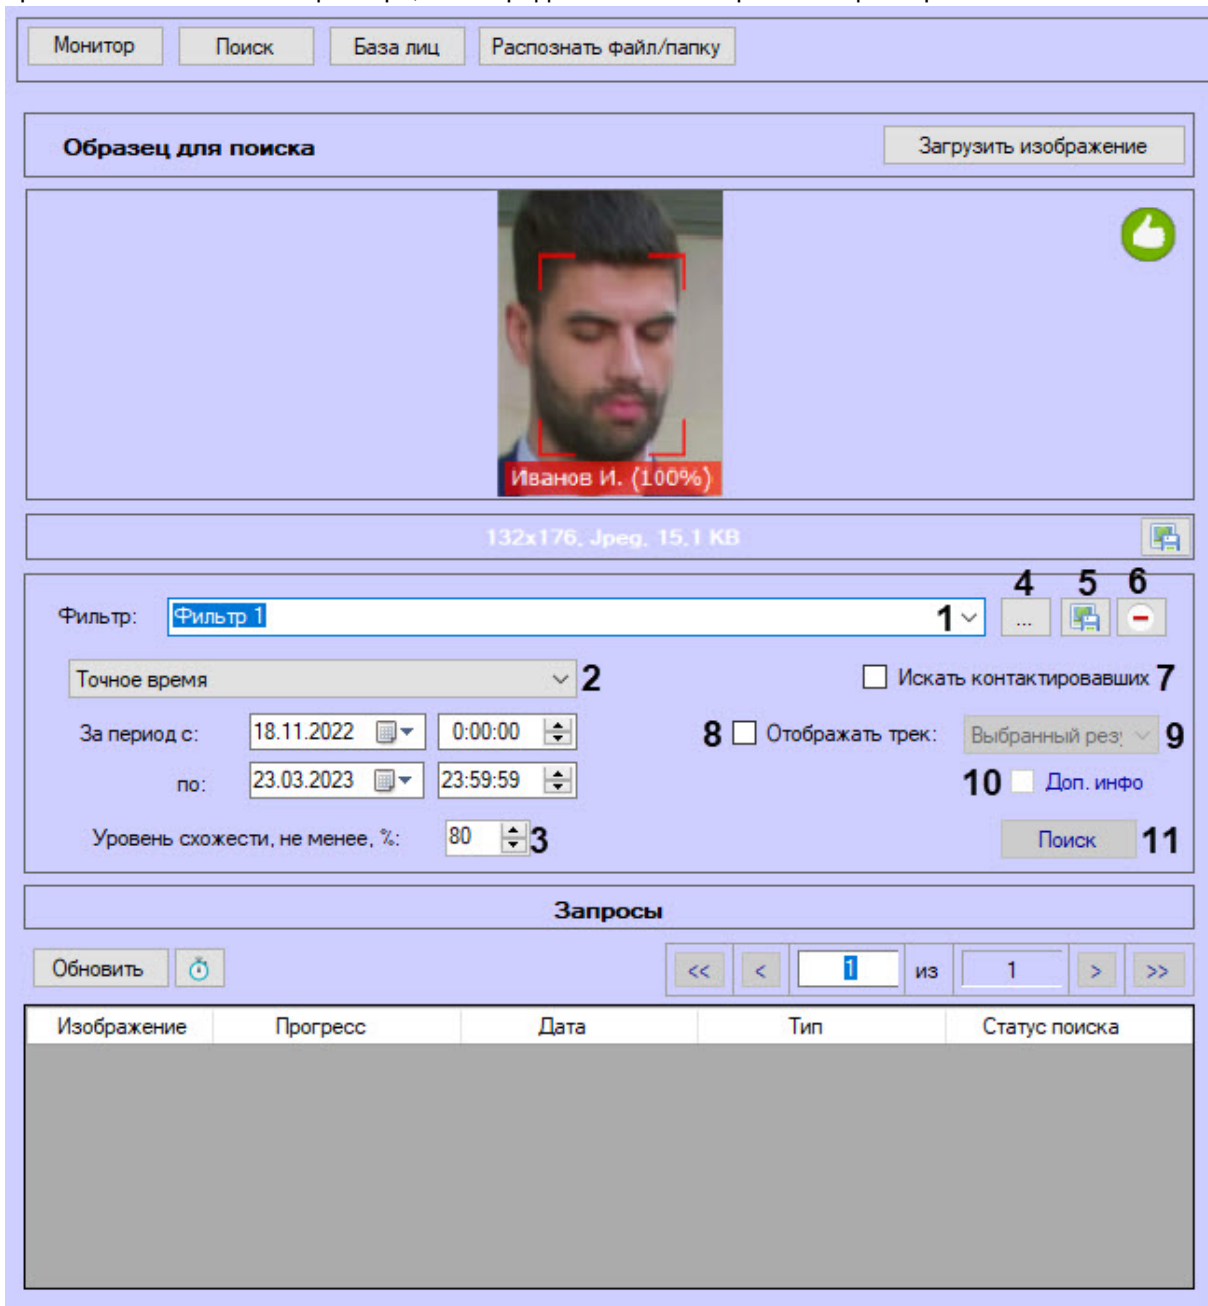 Монитор Поиск База лиц Распознать файл/папку
Образец для поиска Загрузить изображение
Иванов И. (100%)
132x176, Jpeg, 15,1 KB
4 5 6
Фильтр: Фильтр 1 1 ...
Точное время 2 Искать контактировавших 7
За период с: 18.11.2022 0:00:00 8 Отображать трек: Выбранный рез 9
по: 23.03.2023 23:59:59 10 Доп. инфо
Уровень схожести, не менее, %: 80 3 Поиск 11
Запросы
Обновить << < 1 из 1 > >>
Изображение Прогресс Дата Тип Статус поиска